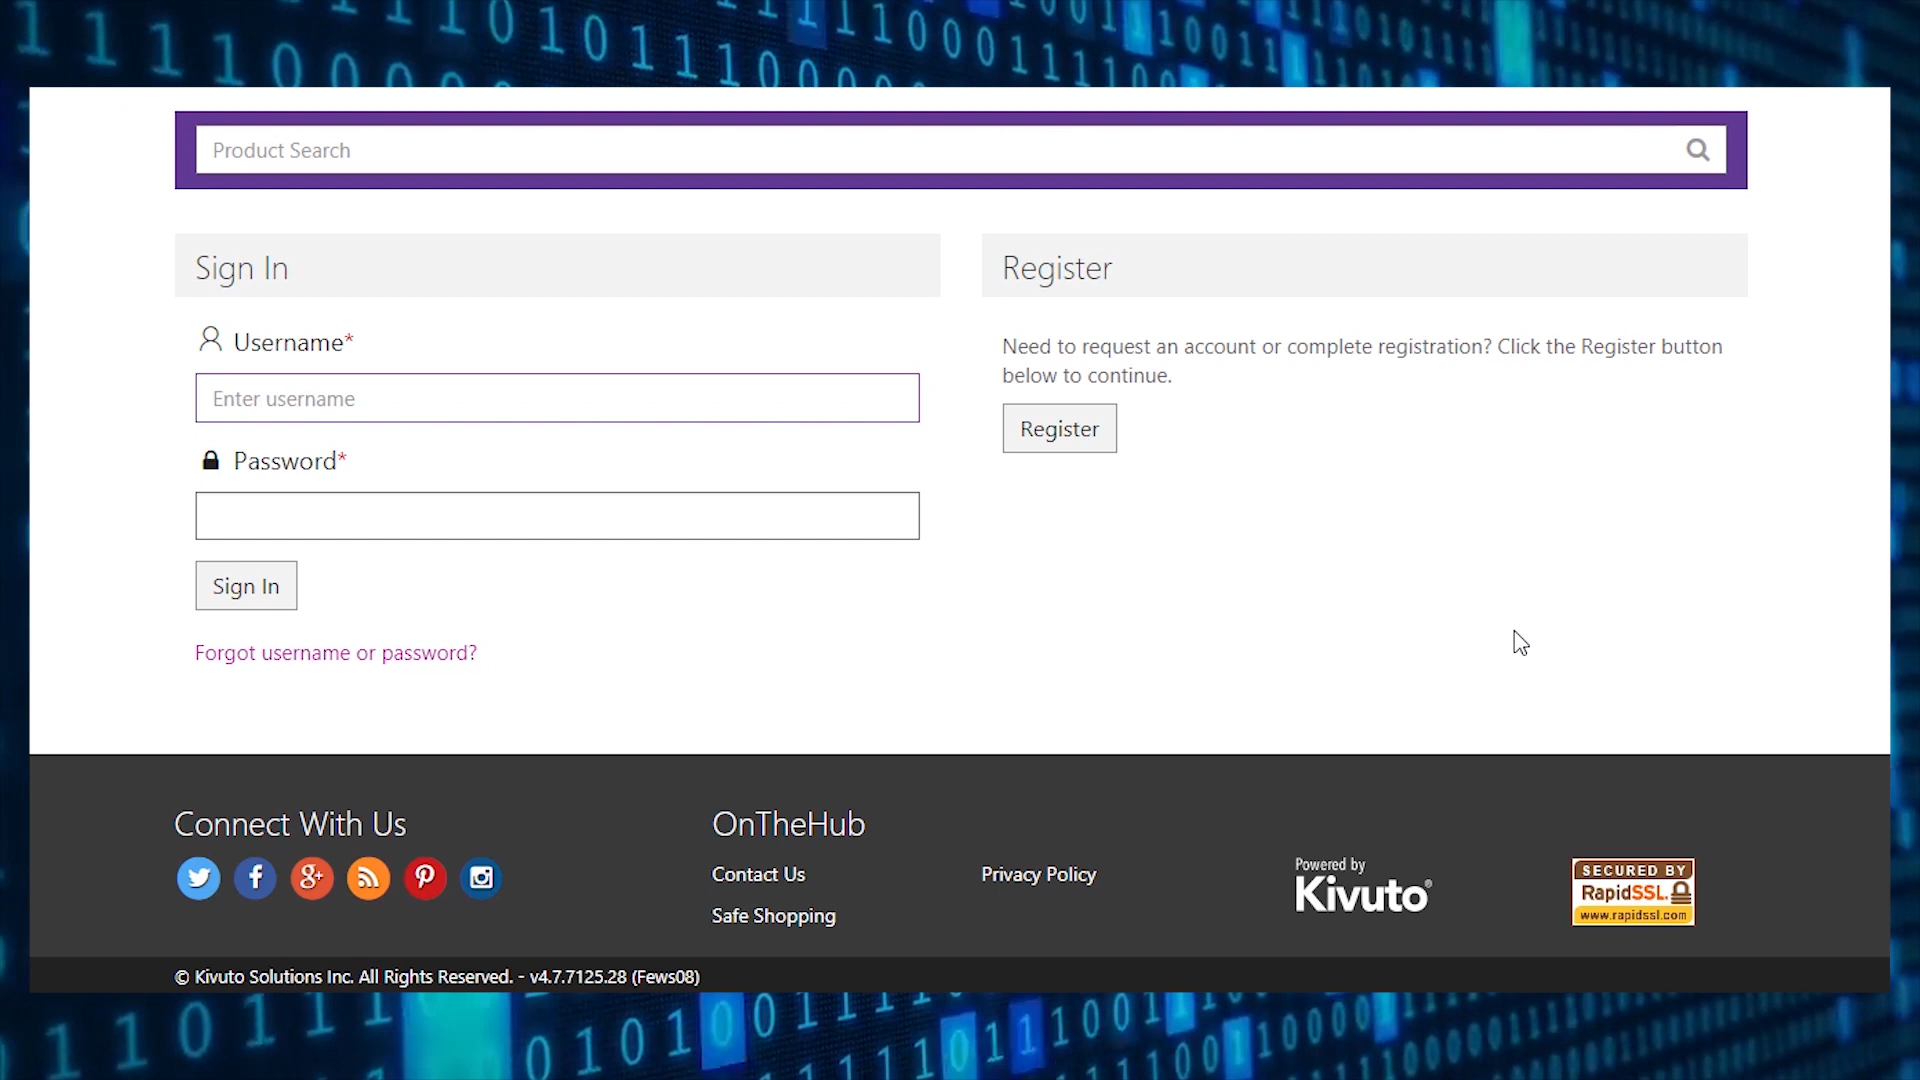 Product Search
Sign In
Username*
Enter username
Password*
Sign In
Forgot username or password?
Register
Need to request an account or complete registration? Click the Register button
below to continue.
Register
Connect With Us
OnTheHub
Contact Us
Privacy Policy
Safe Shopping
Powered by
Kivuto®
SECURED BY
RapidSSL.
www.rapidssl.com
© Kivuto Solutions Inc. All Rights Reserved. - v4.7.7125.28 (Fews08)